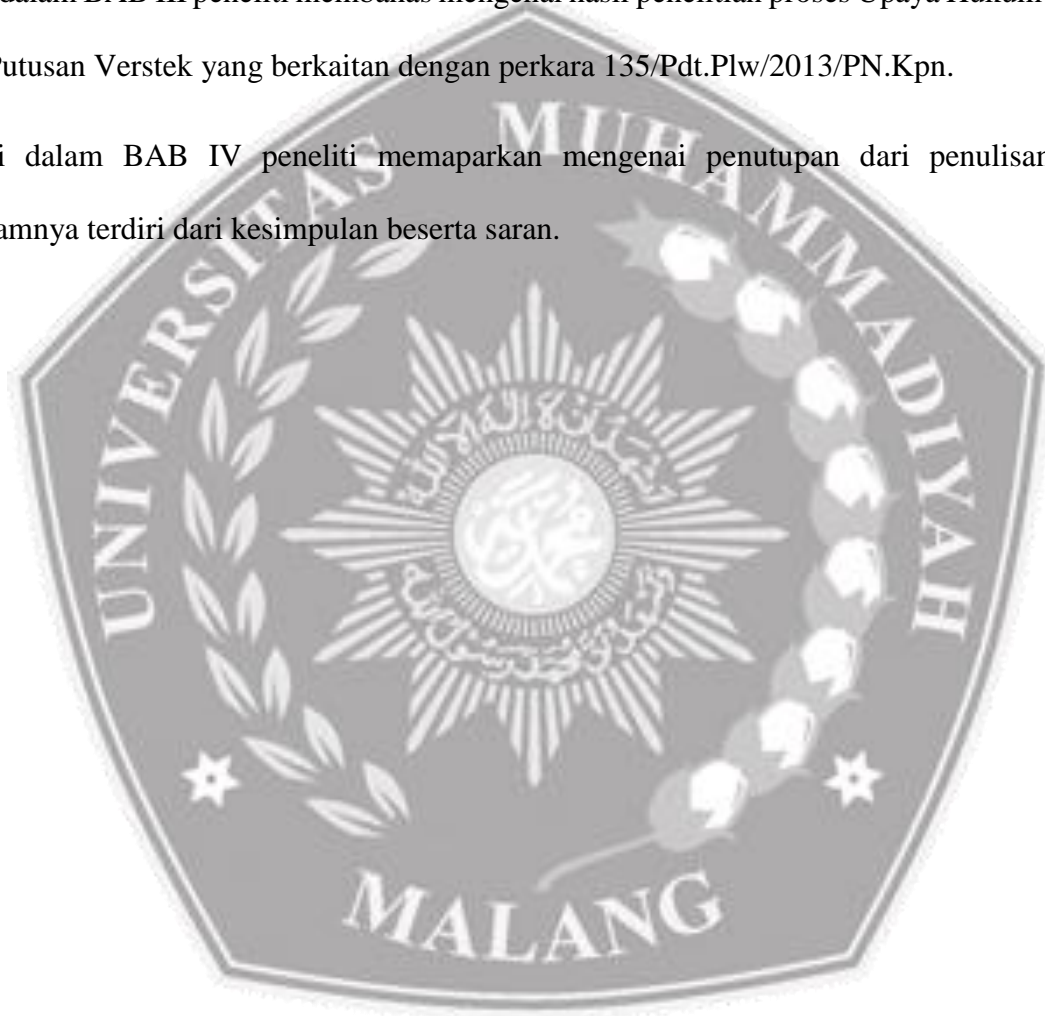 dalam BAB III peneliti membahas mengenai hasil penelitian proses Upaya Hukum
Putusan Verstek yang berkaitan dengan perkara 135/Pdt.Plw/2013/PN.Kpn.
i dalam BAB IV peneliti memaparkan mengenai penutupan dari penulisan
amnya terdiri dari kesimpulan beserta saran.
UNIVERSITAS MUHAMMADIYAH
MALANG